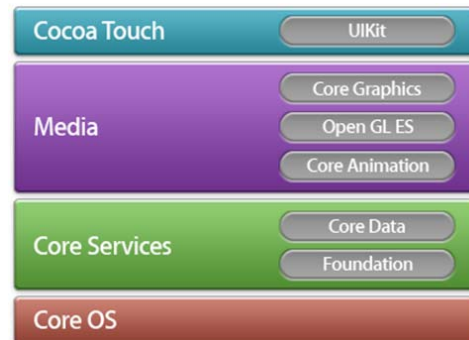 Cocoa Touch
UIKit
Media
Core Graphics
Open GL ES
Core Animation
Core Services
Core Data
Foundation
Core OS